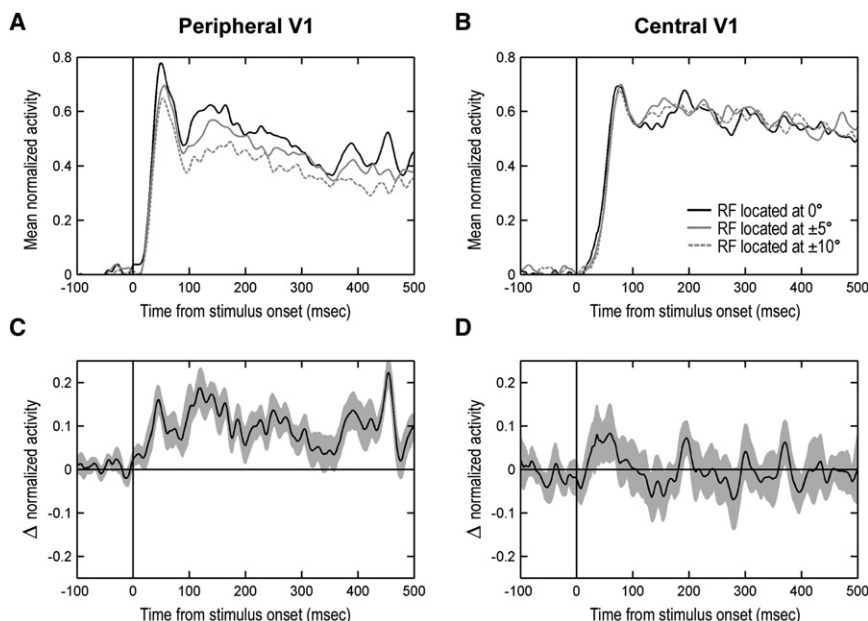 A
Peripheral V1
Mean normalized activity
0.8
0.6
0.4
0.2
0
-100 0 100 200 300 400 500
Time from stimulus onset (msec)
B
Central V1
Mean normalized activity
0.8
0.6
0.4
0.2
0
RF located at 0°
RF located at ±5°
RF located at ±10°
-100 0 100 200 300 400 500
Time from stimulus onset (msec)
C
Δ normalized activity
0.2
0.1
0
-0.1
-0.2
-100 0 100 200 300 400 500
Time from stimulus onset (msec)
D
Δ normalized activity
0.2
0.1
0
-0.1
-0.2
-100 0 100 200 300 400 500
Time from stimulus onset (msec)